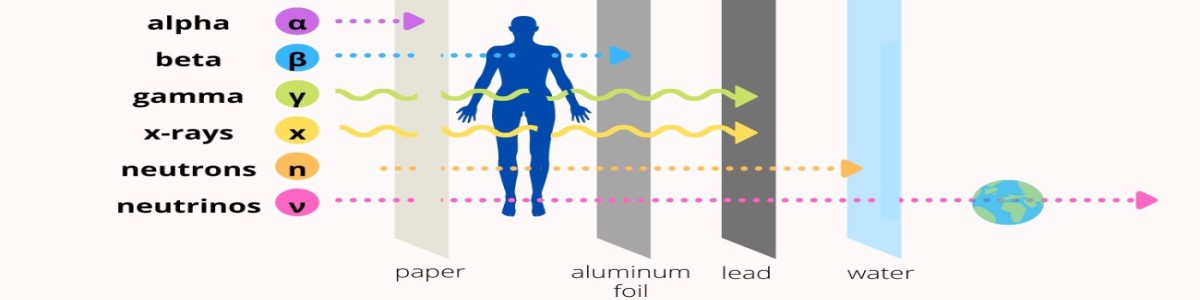 alpha α
beta β
gamma γ
x-rays x
neutrons n
neutrinos ν
paper
aluminum
foil
lead
water